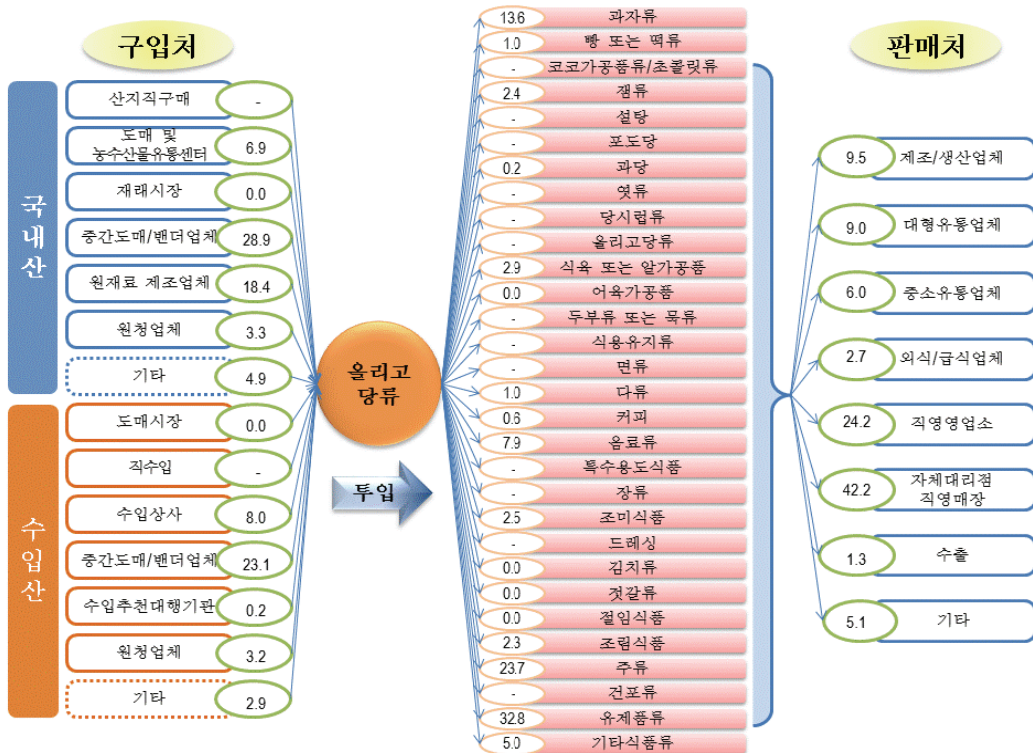 구입처
국내산
산지직구매
-
도매 및
농수산물유통센터
6.9
재래시장
0.0
중간도매/밴더업체
28.9
원재료 제조업체
18.4
원청업체
3.3
기타
4.9
수입산
도매시장
0.0
직수입
-
수입상사
8.0
중간도매/밴더업체
23.1
수입추천대행기관
0.2
원청업체
3.2
기타
2.9
올리고
당류
투입
13.6 과자류
1.0 빵 또는 떡류
- 코코가공품류/초콜릿류
2.4 잼류
- 설탕
- 포도당
0.2 과당
- 엿류
- 당시럽류
- 올리고당류
2.9 식육 또는 알가공품
0.0 어육가공품
- 두부류 또는 묵류
- 식용유지류
- 면류
1.0 다류
0.6 커피
7.9 음료류
- 특수용도식품
- 장류
2.5 조미식품
- 드레싱
0.0 김치류
0.0 젓갈류
0.0 절임식품
2.3 조림식품
23.7 주류
- 건포류
32.8 유제품류
5.0 기타식품류
판매처
9.5 제조/생산업체
9.0 대형유통업체
6.0 중소유통업체
2.7 외식/급식업체
24.2 직영영업소
42.2
자체대리점
직영매장
1.3 수출
5.1 기타